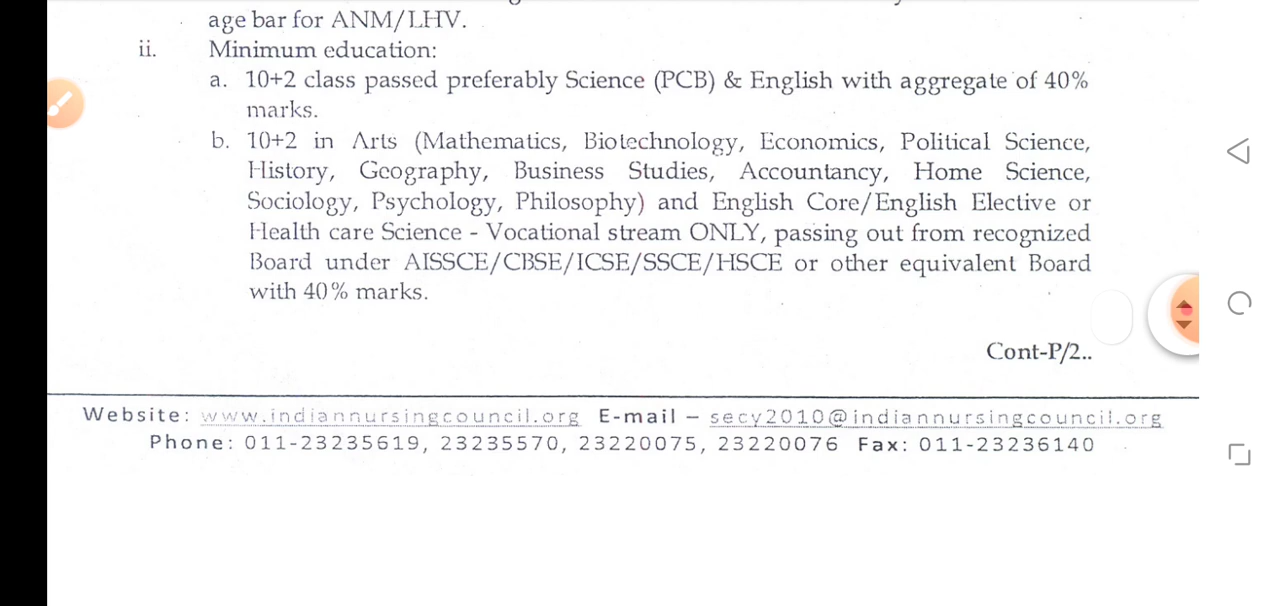 age bar for ANM/LHV.
ii. Minimum education:
a. 10+2 class passed preferably Science (PCB) & English with aggregate of 40%
marks.
b. 10+2 in Arts (Mathematics, Biotechnology, Economics, Political Science,
History, Geography, Business Studies, Accountancy, Home Science,
Sociology, Psychology, Philosophy) and English Core/English Elective or
Health care Science - Vocational stream ONLY, passing out from recognized
Board under AISSCE/CBSE/ICSE/SSCE/HSCE or other equivalent Board
with 40% marks.
Cont-P/2..
Website: www.indiannursingcouncil.org E-mail – secy2010@indiannursingcouncil.org
Phone: 011-23235619, 23235570, 23220075, 23220076 Fax: 011-23236140